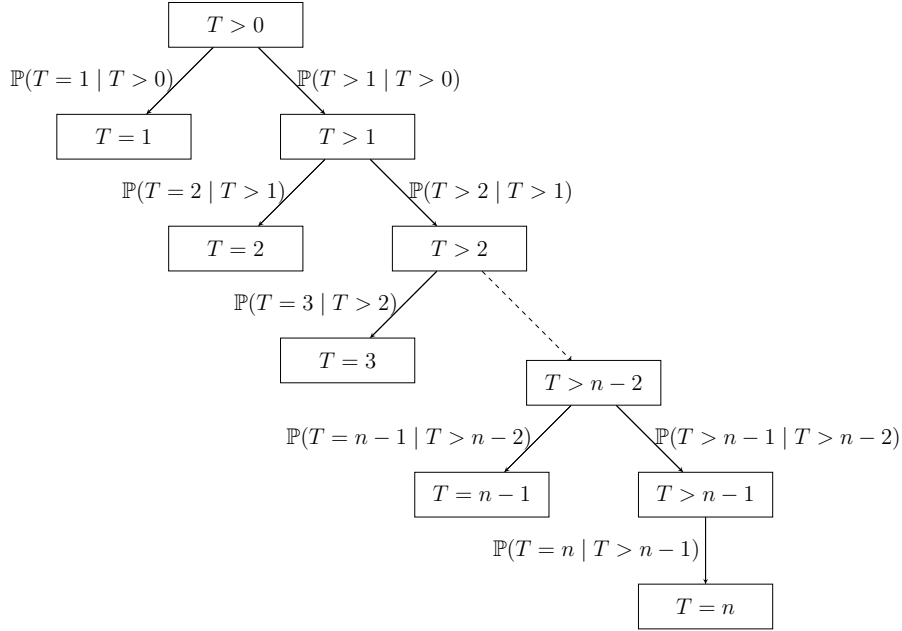 T > 0
ℙ(T = 1 | T > 0) ℙ(T > 1 | T > 0)
T = 1 T > 1
ℙ(T = 2 | T > 1) ℙ(T > 2 | T > 1)
T = 2 T > 2
ℙ(T = 3 | T > 2)
T = 3
T > n − 2
ℙ(T = n − 1 | T > n − 2) ℙ(T > n − 1 | T > n − 2)
T = n − 1 T > n − 1
ℙ(T = n | T > n − 1)
T = n